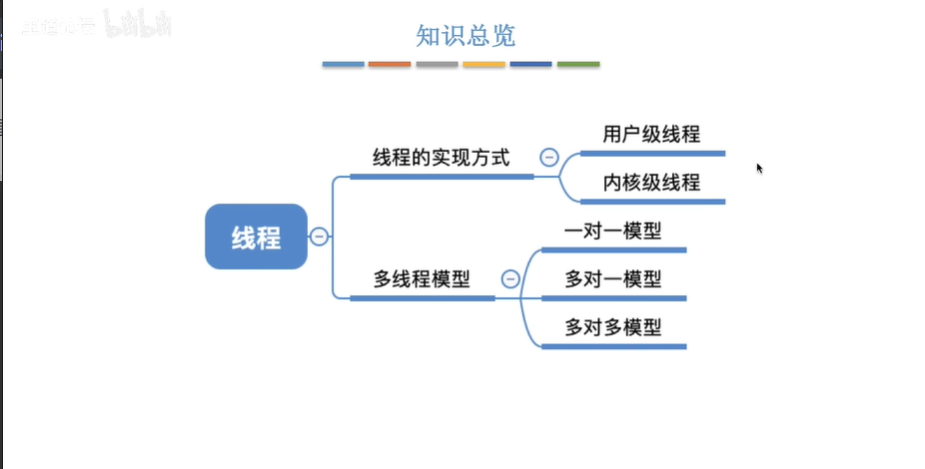 bilibili
知识总览
线程
线程的实现方式
用户级线程
内核级线程
多线程模型
一对一模型
多对一模型
多对多模型